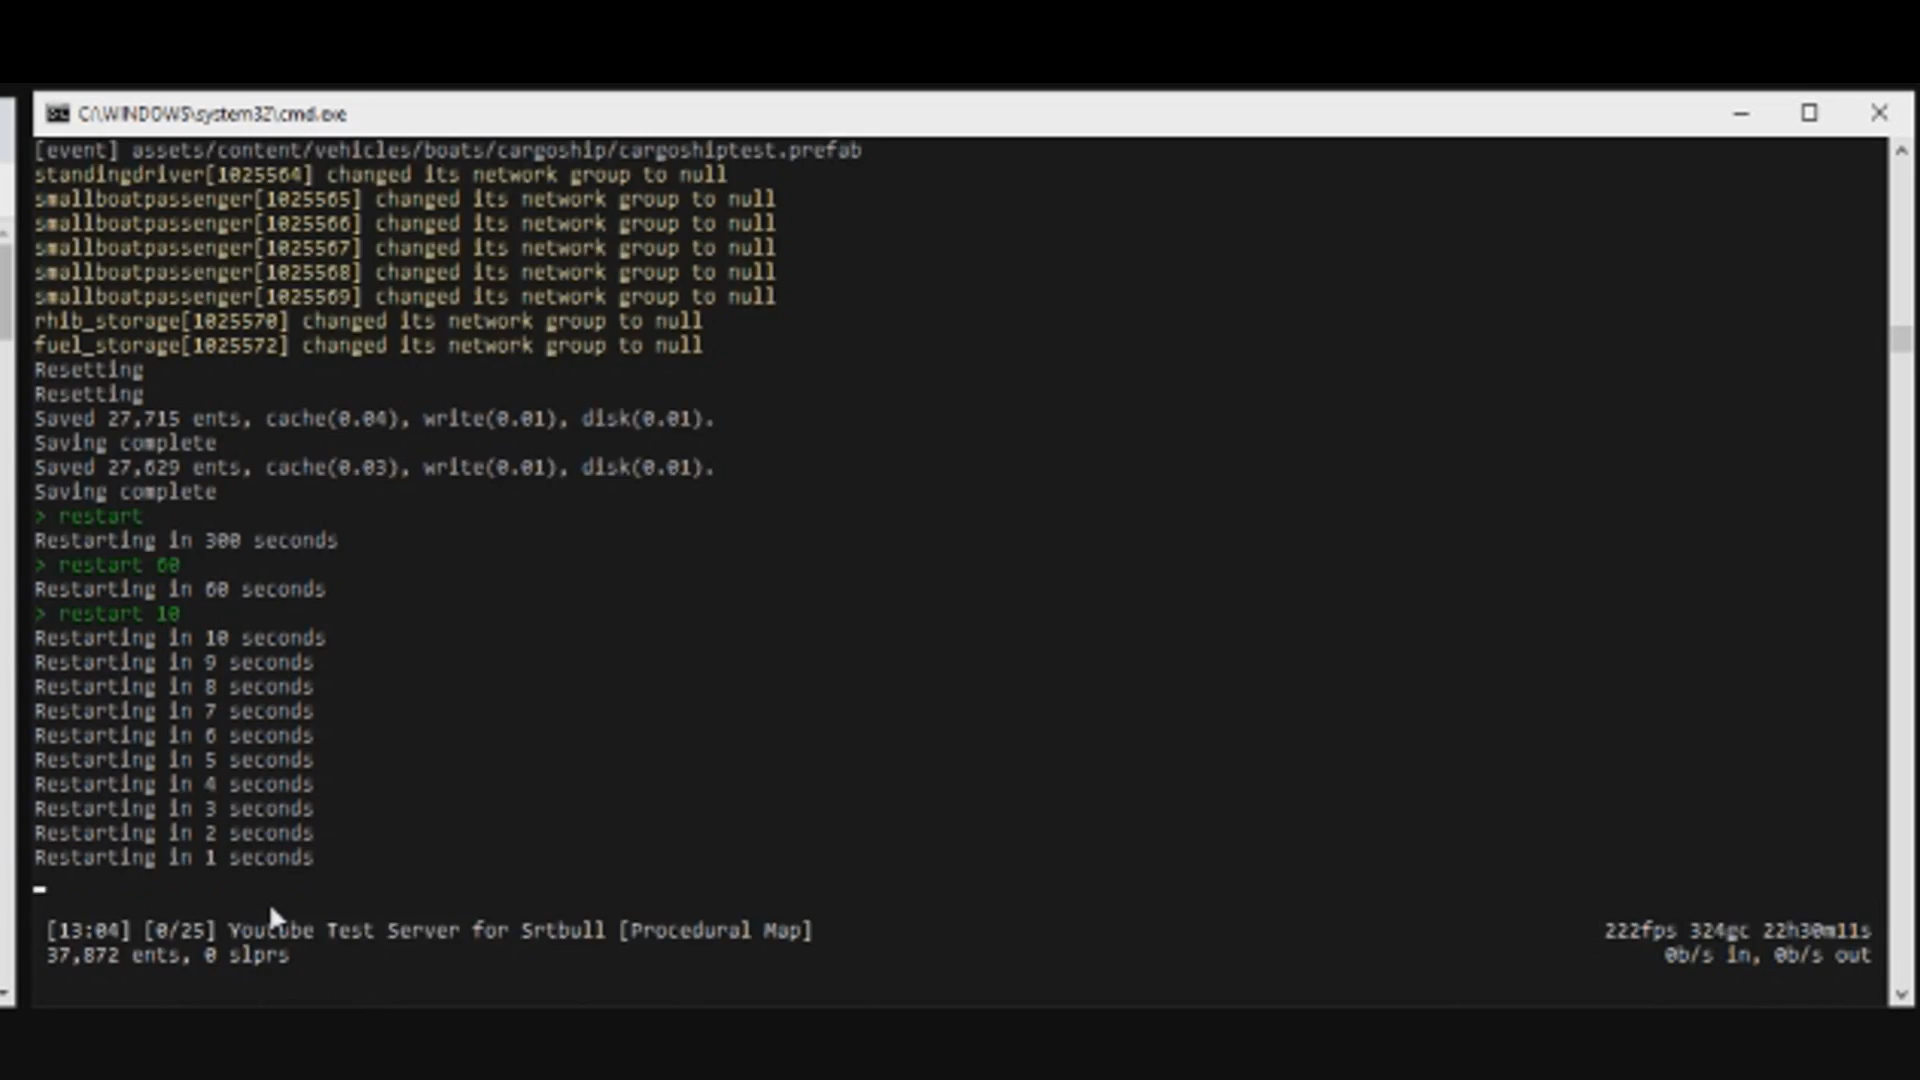 C:\WINDOWS\system32\cmd.exe
[event] assets/content/vehicles/boats/cargoship/cargoshiptest.prefab
standingdriver[1025564] changed its network group to null
smallboatpassenger[1025565] changed its network group to null
smallboatpassenger[1025566] changed its network group to null
smallboatpassenger[1025567] changed its network group to null
smallboatpassenger[1025568] changed its network group to null
smallboatpassenger[1025569] changed its network group to null
rhib_storage[1025570] changed its network group to null
fuel_storage[1025572] changed its network group to null
Resetting
Resetting
Saved 27,715 ents, cache(0.04), write(0.01), disk(0.01).
Saving complete
Saved 27,629 ents, cache(0.03), write(0.01), disk(0.01).
Saving complete
> restart
Restarting in 300 seconds
> restart 60
Restarting in 60 seconds
> restart 10
Restarting in 10 seconds
Restarting in 9 seconds
Restarting in 8 seconds
Restarting in 7 seconds
Restarting in 6 seconds
Restarting in 5 seconds
Restarting in 4 seconds
Restarting in 3 seconds
Restarting in 2 seconds
Restarting in 1 seconds
[13:04] [0/25] Youtube Test Server for Srtbull [Procedural Map] 222fps 324gc 22h30m11s
37,872 ents, 0 slprs 0b/s in, 0b/s out